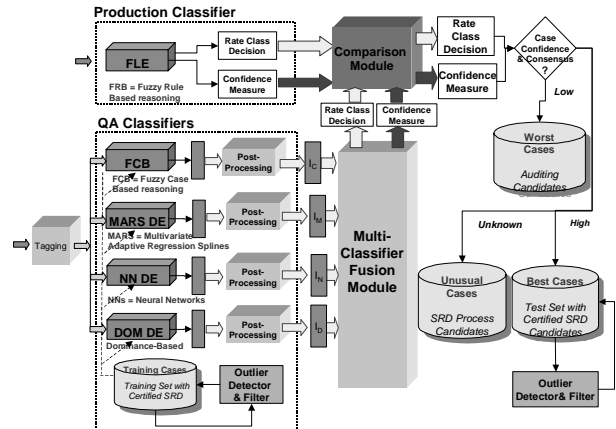 Production Classifier
FLE
Rate Class
Decision
Confidence
Measure
FRB = Fuzzy Rule
Based reasoning
Comparison
Module
Rate
Class
Decision
Confidence
Measure
Case
Confidence
& Consensus
?
Low
Worst
Cases
Auditing
Candidates
Rate Class
Decision
Confidence
Measure
QA Classifiers
FCB
FCB = Fuzzy Case
Based reasoning
Post-
Processing
I_C
MARS DE
MARS = Multivariate
Adaptive Regression Splines
Post-
Processing
I_M
Tagging
NN DE
NNs = Neural Networks
Post-
Processing
I_N
DOM DE
Dominance-Based
Post-
Processing
I_D
Multi-
Classifier
Fusion
Module
Training Cases
Training Set with
Certified SRD
Outlier
Detector
& Filter
Unknown
High
Unusual
Cases
SRD Process
Candidates
Best Cases
Test Set with
Certified SRD
Candidates
Outlier
Detector& Filter